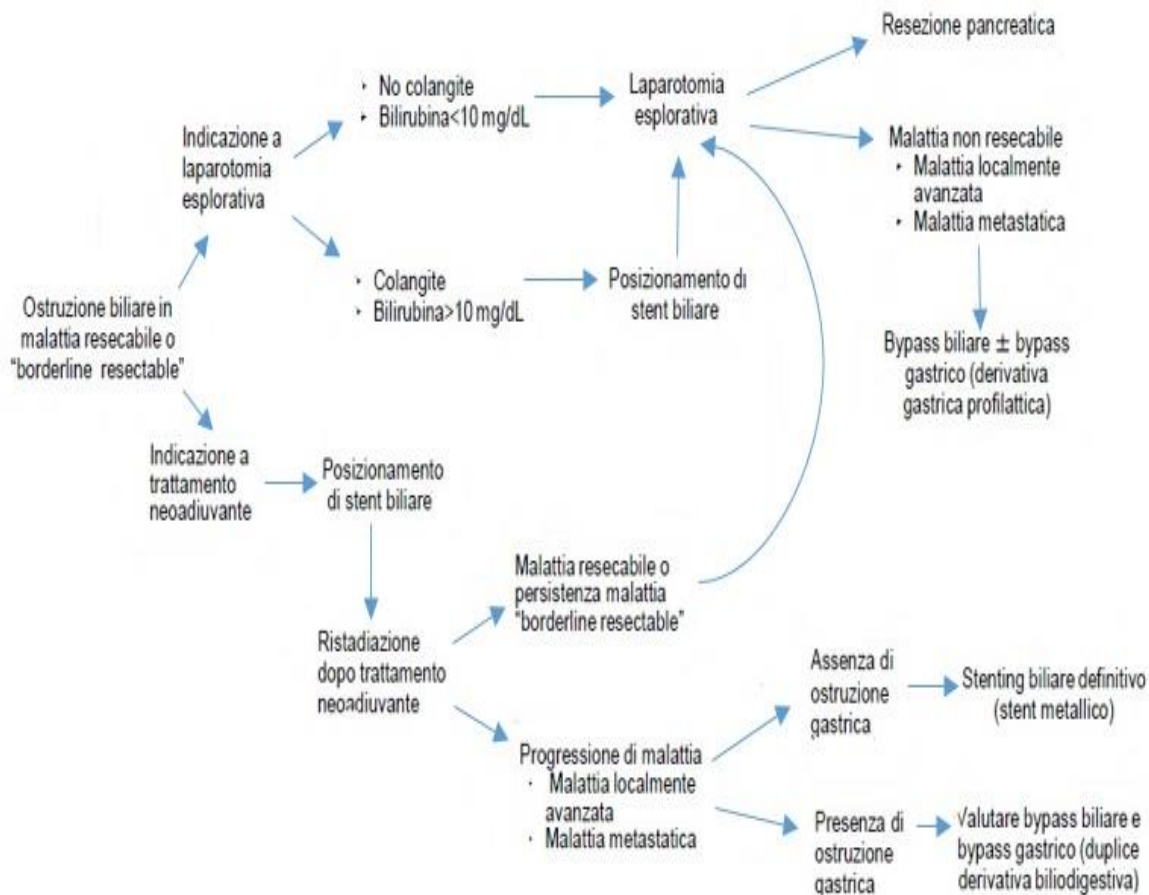 Ostruzione biliare in
malattia resecabile o
“borderline resectable”
Indicazione a
laparotomia
esplorativa
‣ No colangite
‣ Bilirubina<10 mg/dL
‣ Colangite
‣ Bilirubina>10 mg/dL
Posizionamento di
stent biliare
Laparotomia
esplorativa
Resezione pancreatica
Malattia non resecabile
• Malattia localmente
avanzata
• Malattia metastatica
Bypass biliare ± bypass
gastrico (derivativa
gastrica profilattica)
Indicazione a
trattamento
neoadiuvante
Posizionamento
di stent biliare
Ristadiazione
dopo trattamento
neoadiuvante
Malattia resecabile o
persistenza malattia
“borderline resectable”
Progressione di malattia
· Malattia localmente
avanzata
• Malattia metastatica
Assenza di
ostruzione
gastrica
Stenting biliare definitivo
(stent metallico)
Presenza di
ostruzione
gastrica
Valutare bypass biliare e
bypass gastrico (duplice
derivativa biliodigestiva)